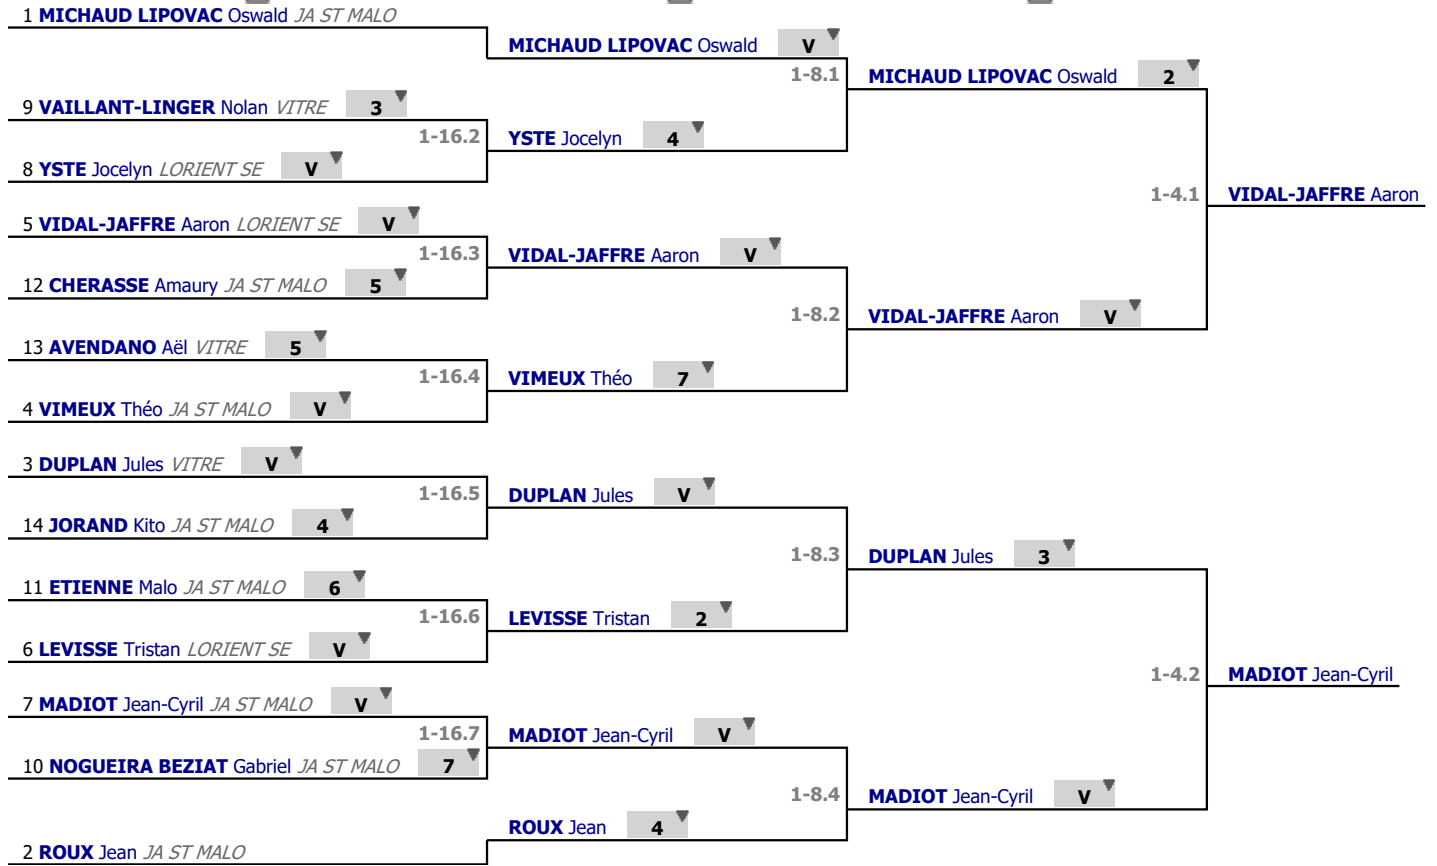 1 MICHAUD LIPOVAC Oswald JA ST MALO
MICHAUD LIPOVAC Oswald V
1-8.1
MICHAUD LIPOVAC Oswald 2
9 VAILLANT-LINGER Nolan VITRE 3
1-16.2
YSTE Jocelyn 4
8 YSTE Jocelyn LORIENT SE V
1-4.1
VIDAL-JAFFRE Aaron
5 VIDAL-JAFFRE Aaron LORIENT SE V
1-16.3
VIDAL-JAFFRE Aaron V
12 CHERASSE Amaury JA ST MALO 5
1-8.2
VIDAL-JAFFRE Aaron V
13 AVENDANO Aël VITRE 5
1-16.4
VIMEUX Théo 7
4 VIMEUX Théo JA ST MALO V
3 DUPLAN Jules VITRE V
1-16.5
DUPLAN Jules V
14 JORAND Kito JA ST MALO 4
1-8.3
DUPLAN Jules 3
11 ETIENNE Malo JA ST MALO 6
1-16.6
LEVISSE Tristan 2
6 LEVISSE Tristan LORIENT SE V
1-4.2
MADIOT Jean-Cyril
7 MADIOT Jean-Cyril JA ST MALO V
1-16.7
MADIOT Jean-Cyril V
10 NOGUEIRA BEZIAT Gabriel JA ST MALO 7
1-8.4
MADIOT Jean-Cyril V
ROUX Jean 4
2 ROUX Jean JA ST MALO